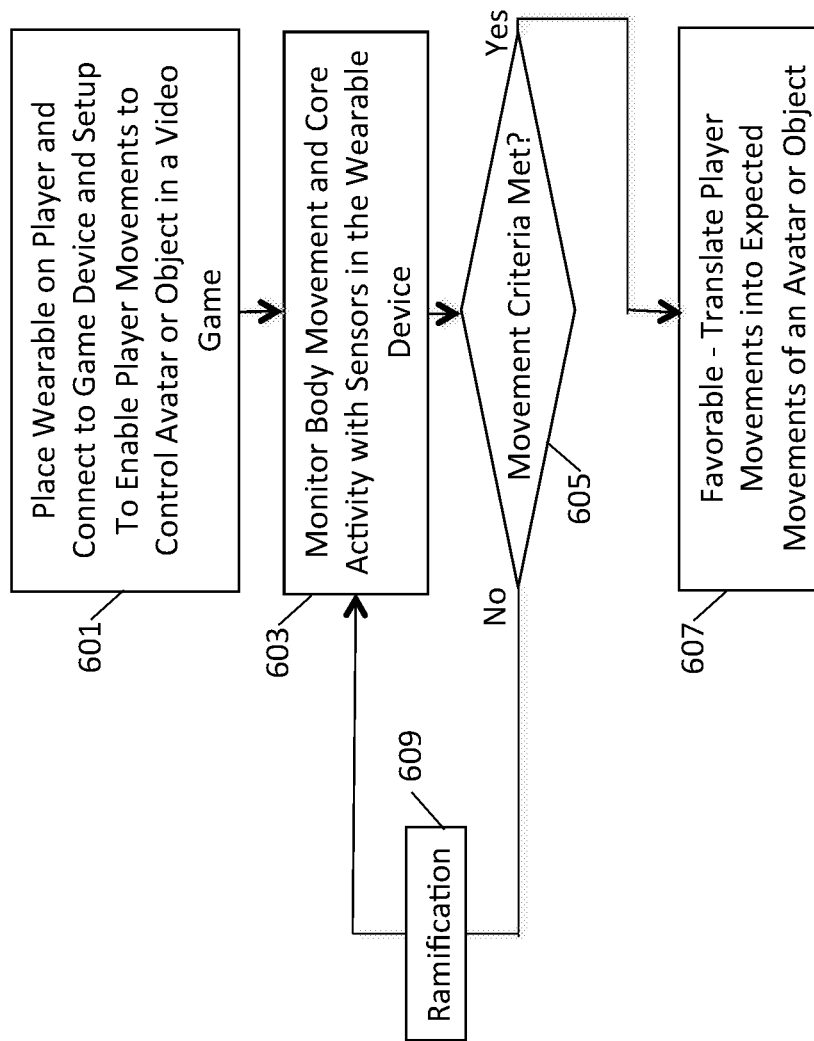 Place Wearable on Player and
Connect to Game Device and Setup
To Enable Player Movements to
Control Avatar or Object in a Video
Game
601
Monitor Body Movement and Core
Activity with Sensors in the Wearable
Device
603
Movement Criteria Met?
605
Yes
No
Ramification
609
Favorable - Translate Player
Movements into Expected
Movements of an Avatar or Object
607